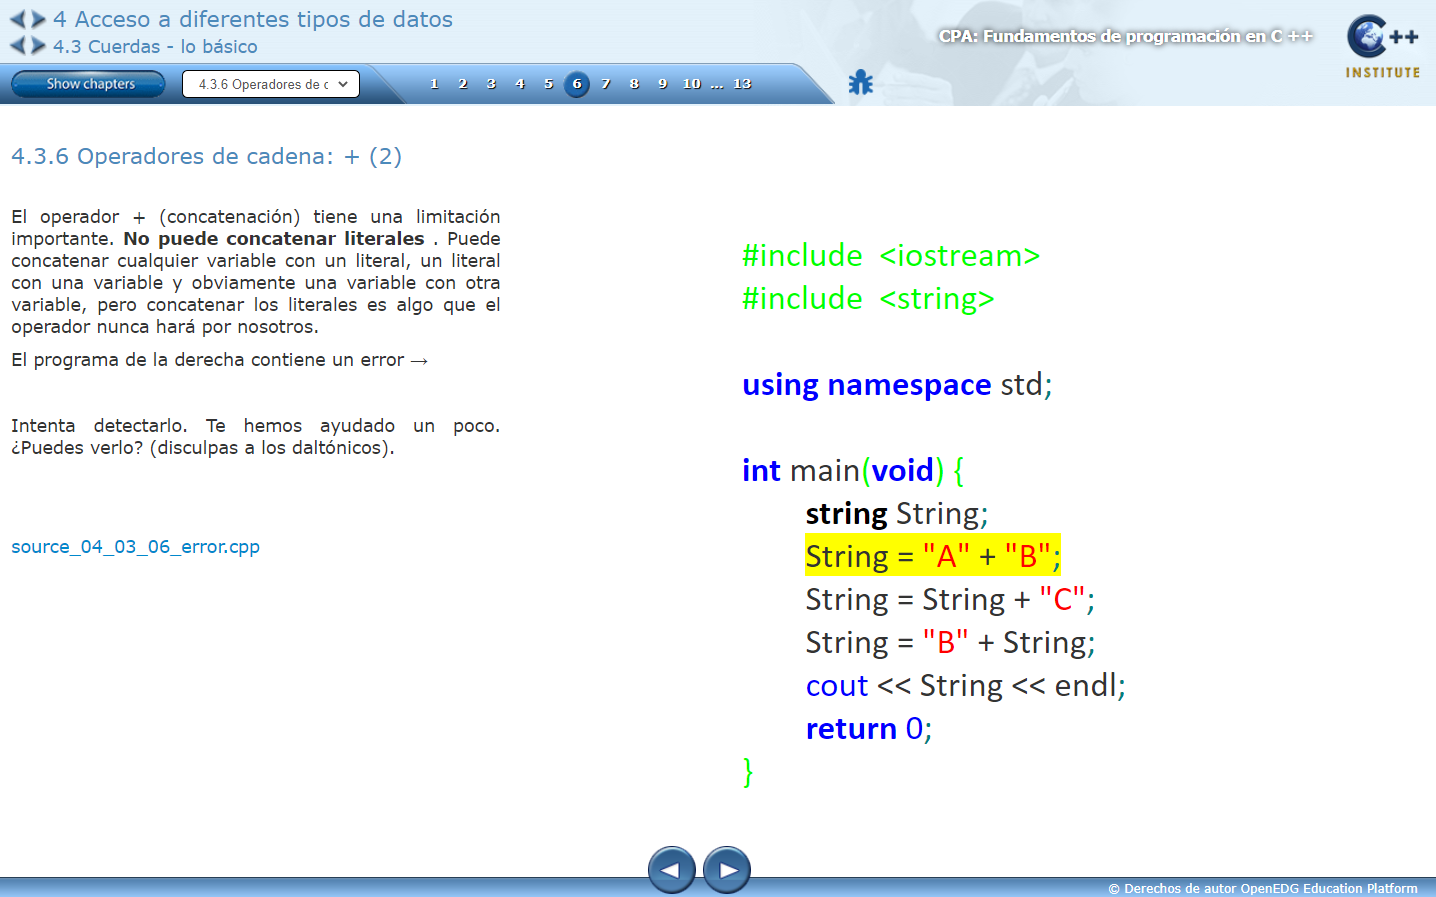 4 Acceso a diferentes tipos de datos
4.3 Cuerdas - lo básico
CPA: Fundamentos de programación en C ++
C++
INSTITUTE
Show chapters
4.3.6 Operadores de c
1 2 3 4 5 6 7 8 9 10 ... 13
4.3.6 Operadores de cadena: + (2)
El operador + (concatenación) tiene una limitación
importante. No puede concatenar literales . Puede
concatenar cualquier variable con un literal, un literal
con una variable y obviamente una variable con otra
variable, pero concatenar los literales es algo que el
operador nunca hará por nosotros.
El programa de la derecha contiene un error →
Intenta detectarlo. Te hemos ayudado un poco.
¿Puedes verlo? (disculpas a los daltónicos).
source_04_03_06_error.cpp
#include <iostream>
#include <string>
using namespace std;
int main(void) {
string String;
String = "A" + "B";
String = String + "C";
String = "B" + String;
cout << String << endl;
return 0;
}
© Derechos de autor OpenEDG Education Platform